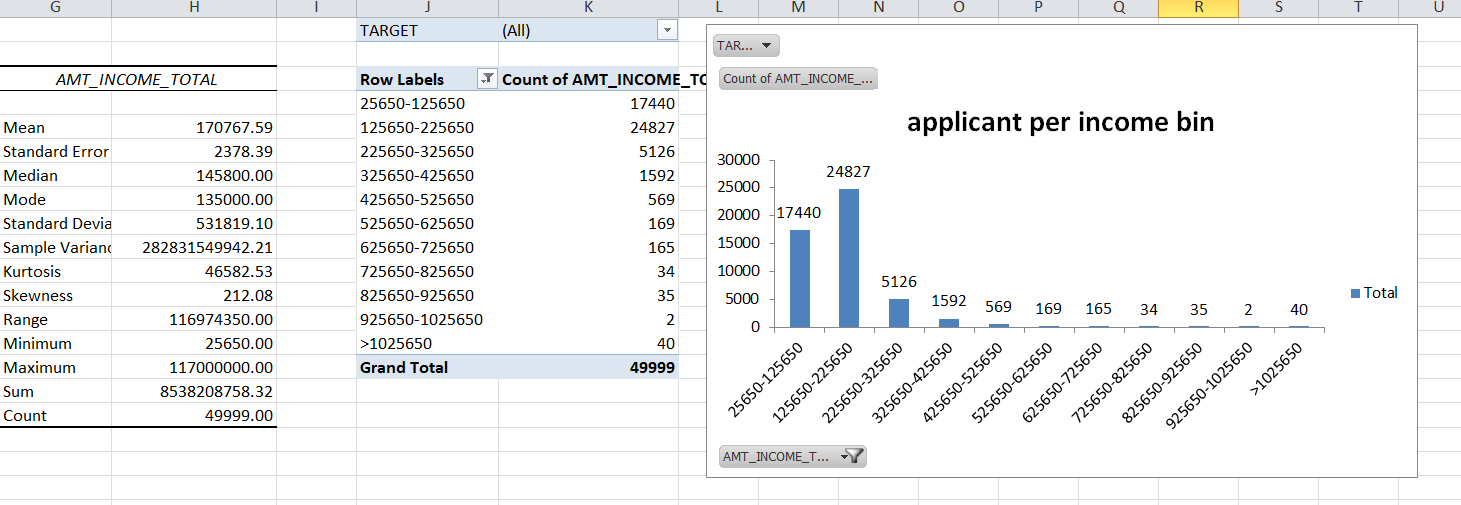 G H I J K L M N O P Q R S T U
TARGET (All)
AMT_INCOME_TOTAL
Mean 170767.59
Standard Error 2378.39
Median 145800.00
Mode 135000.00
Standard Devia 531819.10
Sample Varianc 282831549942.21
Kurtosis 46582.53
Skewness 212.08
Range 116974350.00
Minimum 25650.00
Maximum 117000000.00
Sum 8538208758.32
Count 49999.00
Row Labels Count of AMT_INCOME_TO
25650-125650 17440
125650-225650 24827
225650-325650 5126
325650-425650 1592
425650-525650 569
525650-625650 169
625650-725650 165
725650-825650 34
825650-925650 35
925650-1025650 2
>1025650 40
Grand Total 49999
TAR...
Count of AMT_INCOME_...
applicant per income bin
30000
25000
20000
15000
10000
5000
0
17440 24827 5126 1592 569 169 165 34 35 2 40
25650-125650
125650-225650
225650-325650
325650-425650
425650-525650
525650-625650
625650-725650
725650-825650
825650-925650
925650-1025650
>1025650
Total
AMT_INCOME_T...